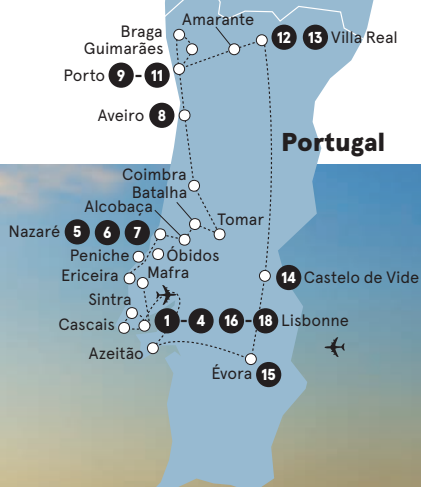 Amarante
Braga
Guimarães
12 13 Villa Real
Porto 9 - 11
Aveiro 8
Portugal
Coimbra
Batalha
Alcobaça
Tomar
Nazaré 5 6 7
Peniche
Óbidos
Ericeira
Mafra
14 Castelo de Vide
Sintra
Cascais
1 - 4 16 - 18 Lisbonne
Azeitão
Évora 15